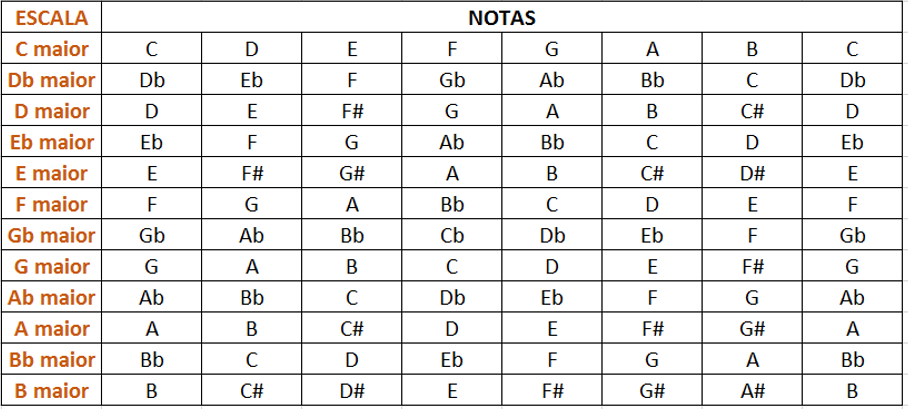 ESCALA NOTAS
C maior C D E F G A B C
Db maior Db Eb F Gb Ab Bb C Db
D maior D E F# G A B C# D
Eb maior Eb F G Ab Bb C D Eb
E maior E F# G# A B C# D# E
F maior F G A Bb C D E F
Gb maior Gb Ab Bb Cb Db Eb F Gb
G maior G A B C D E F# G
Ab maior Ab Bb C Db Eb F G Ab
A maior A B C# D E F# G# A
Bb maior Bb C D Eb F G A Bb
B maior B C# D# E F# G# A# B